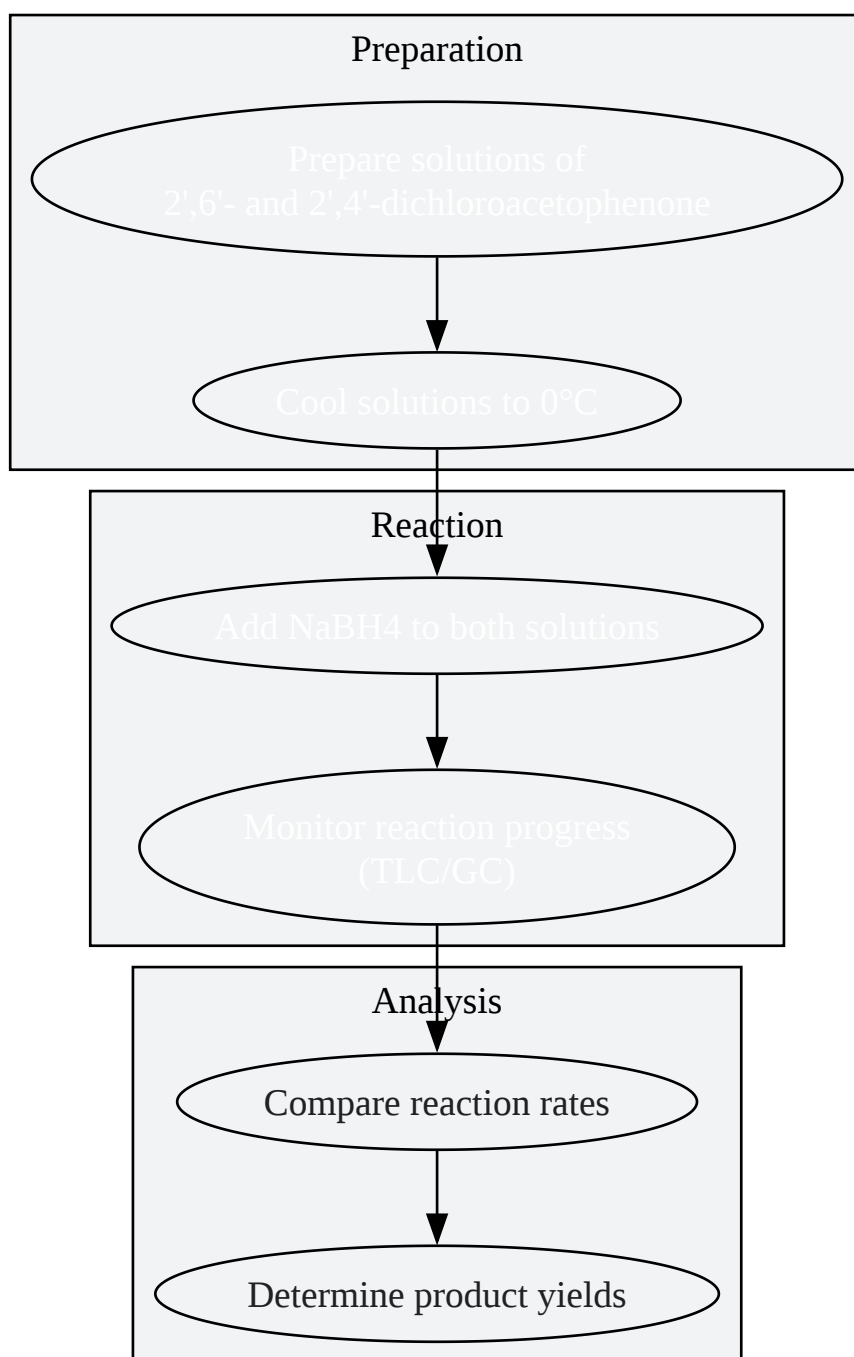 Preparation
Prepare solutions of
2',6'- and 2',4'-dichloroacetophenone
Cool solutions to 0°C
Reaction
Add NaBH4 to both solutions
Monitor reaction progress
(TLC/GC)
Analysis
Compare reaction rates
Determine product yields